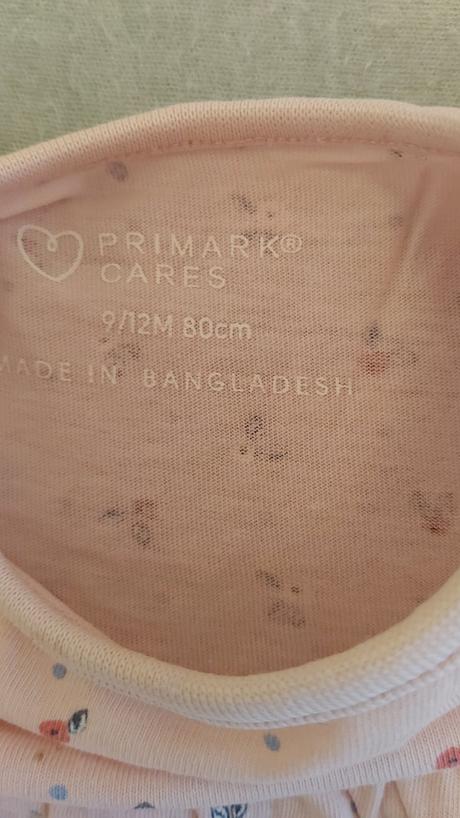 PRIMARK®
CARES
9/12M 80cm
MADE IN BANGLADESH